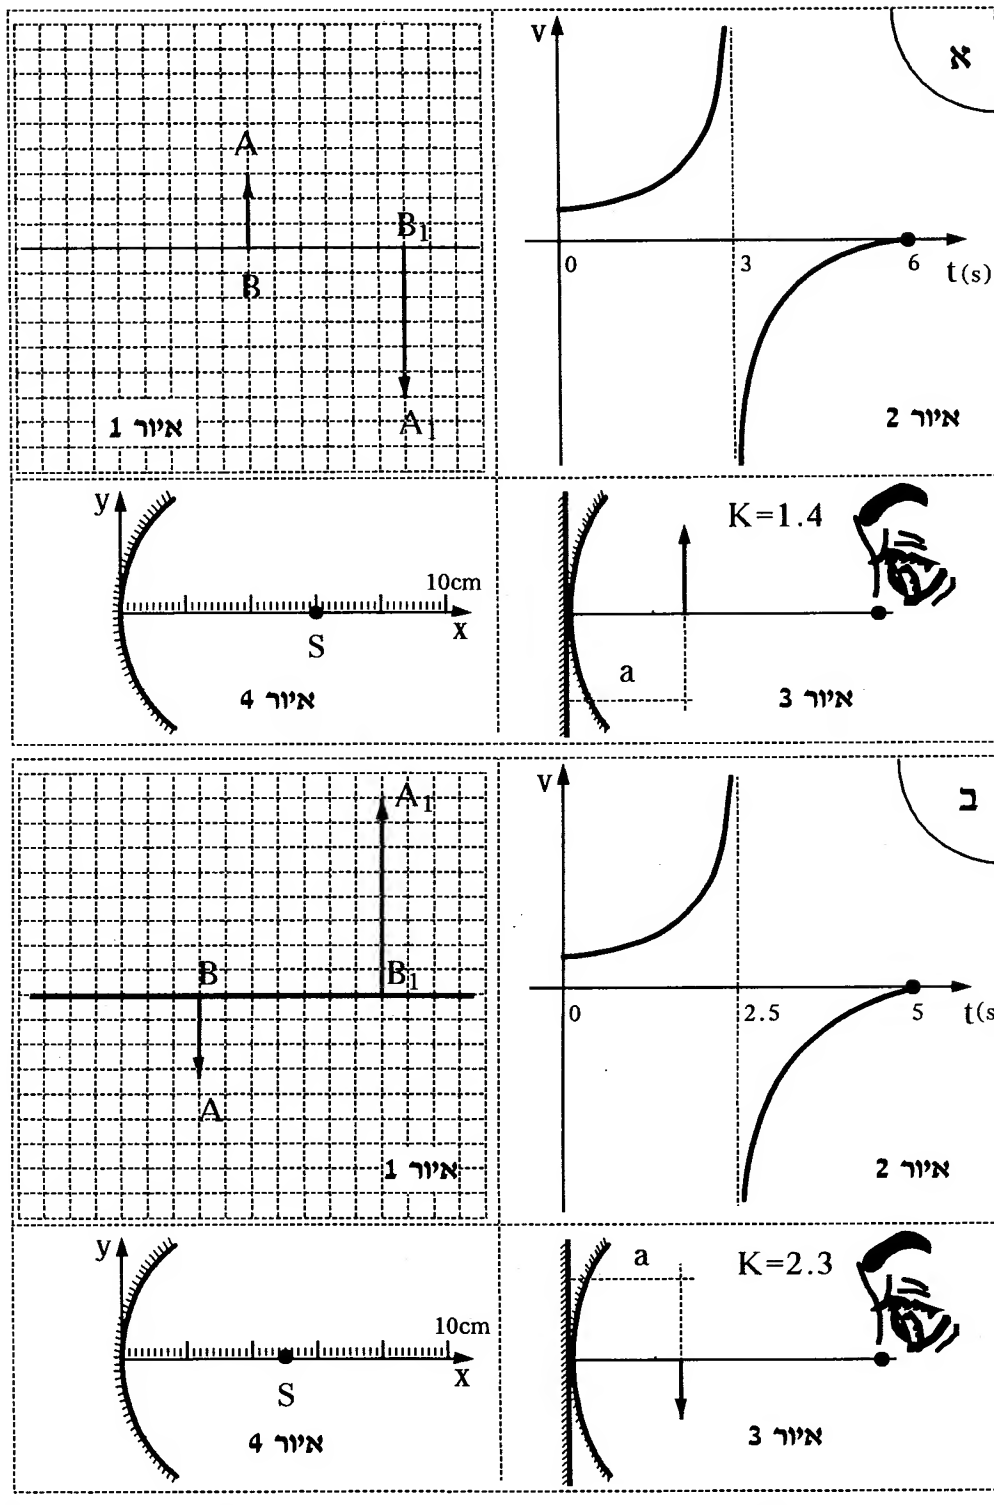 א
A
B₁
B
A₁
איור 1
v
0
3
6
t(s)
איור 2
y
10cm
x
S
איור 4
K=1.4
a
איור 3
ב
A₁
B
B₁
A
איור 1
v
0
2.5
5
t(s
איור 2
y
10cm
x
S
איור 4
a
K=2.3
איור 3